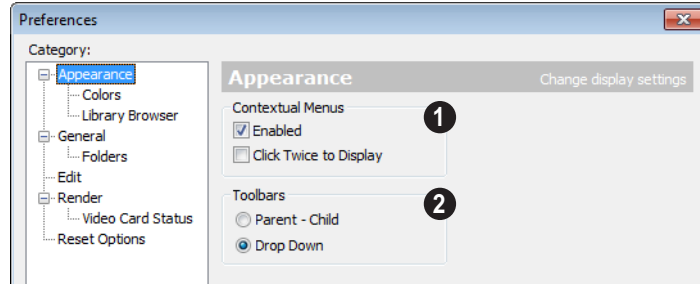 Preferences
Category:
Appearance
Colors
Library Browser
General
Folders
Edit
Render
Video Card Status
Reset Options
Appearance Change display settings
Contextual Menus
1
Enabled
Click Twice to Display
Toolbars
2
Parent - Child
Drop Down